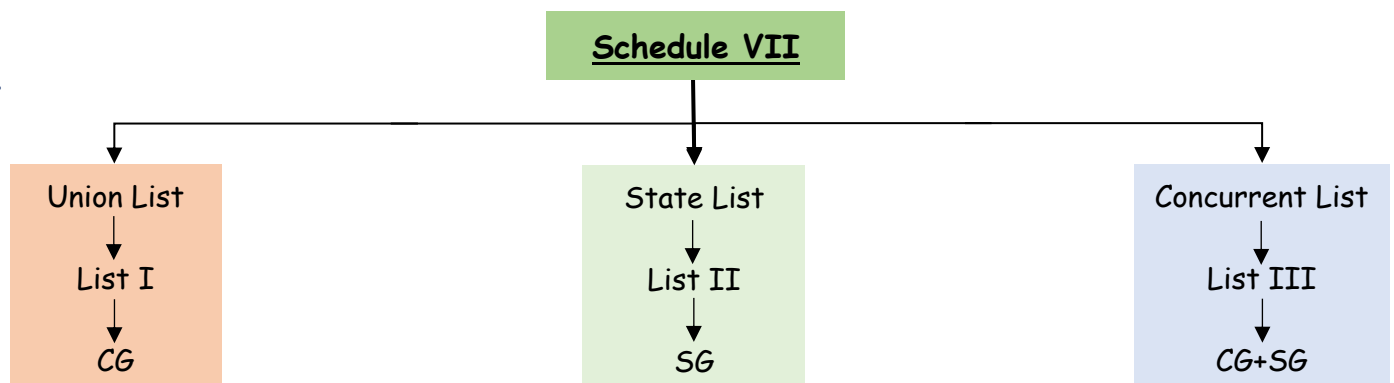 Schedule VII
Union List
List I
CG
State List
List II
SG
Concurrent List
List III
CG+SG